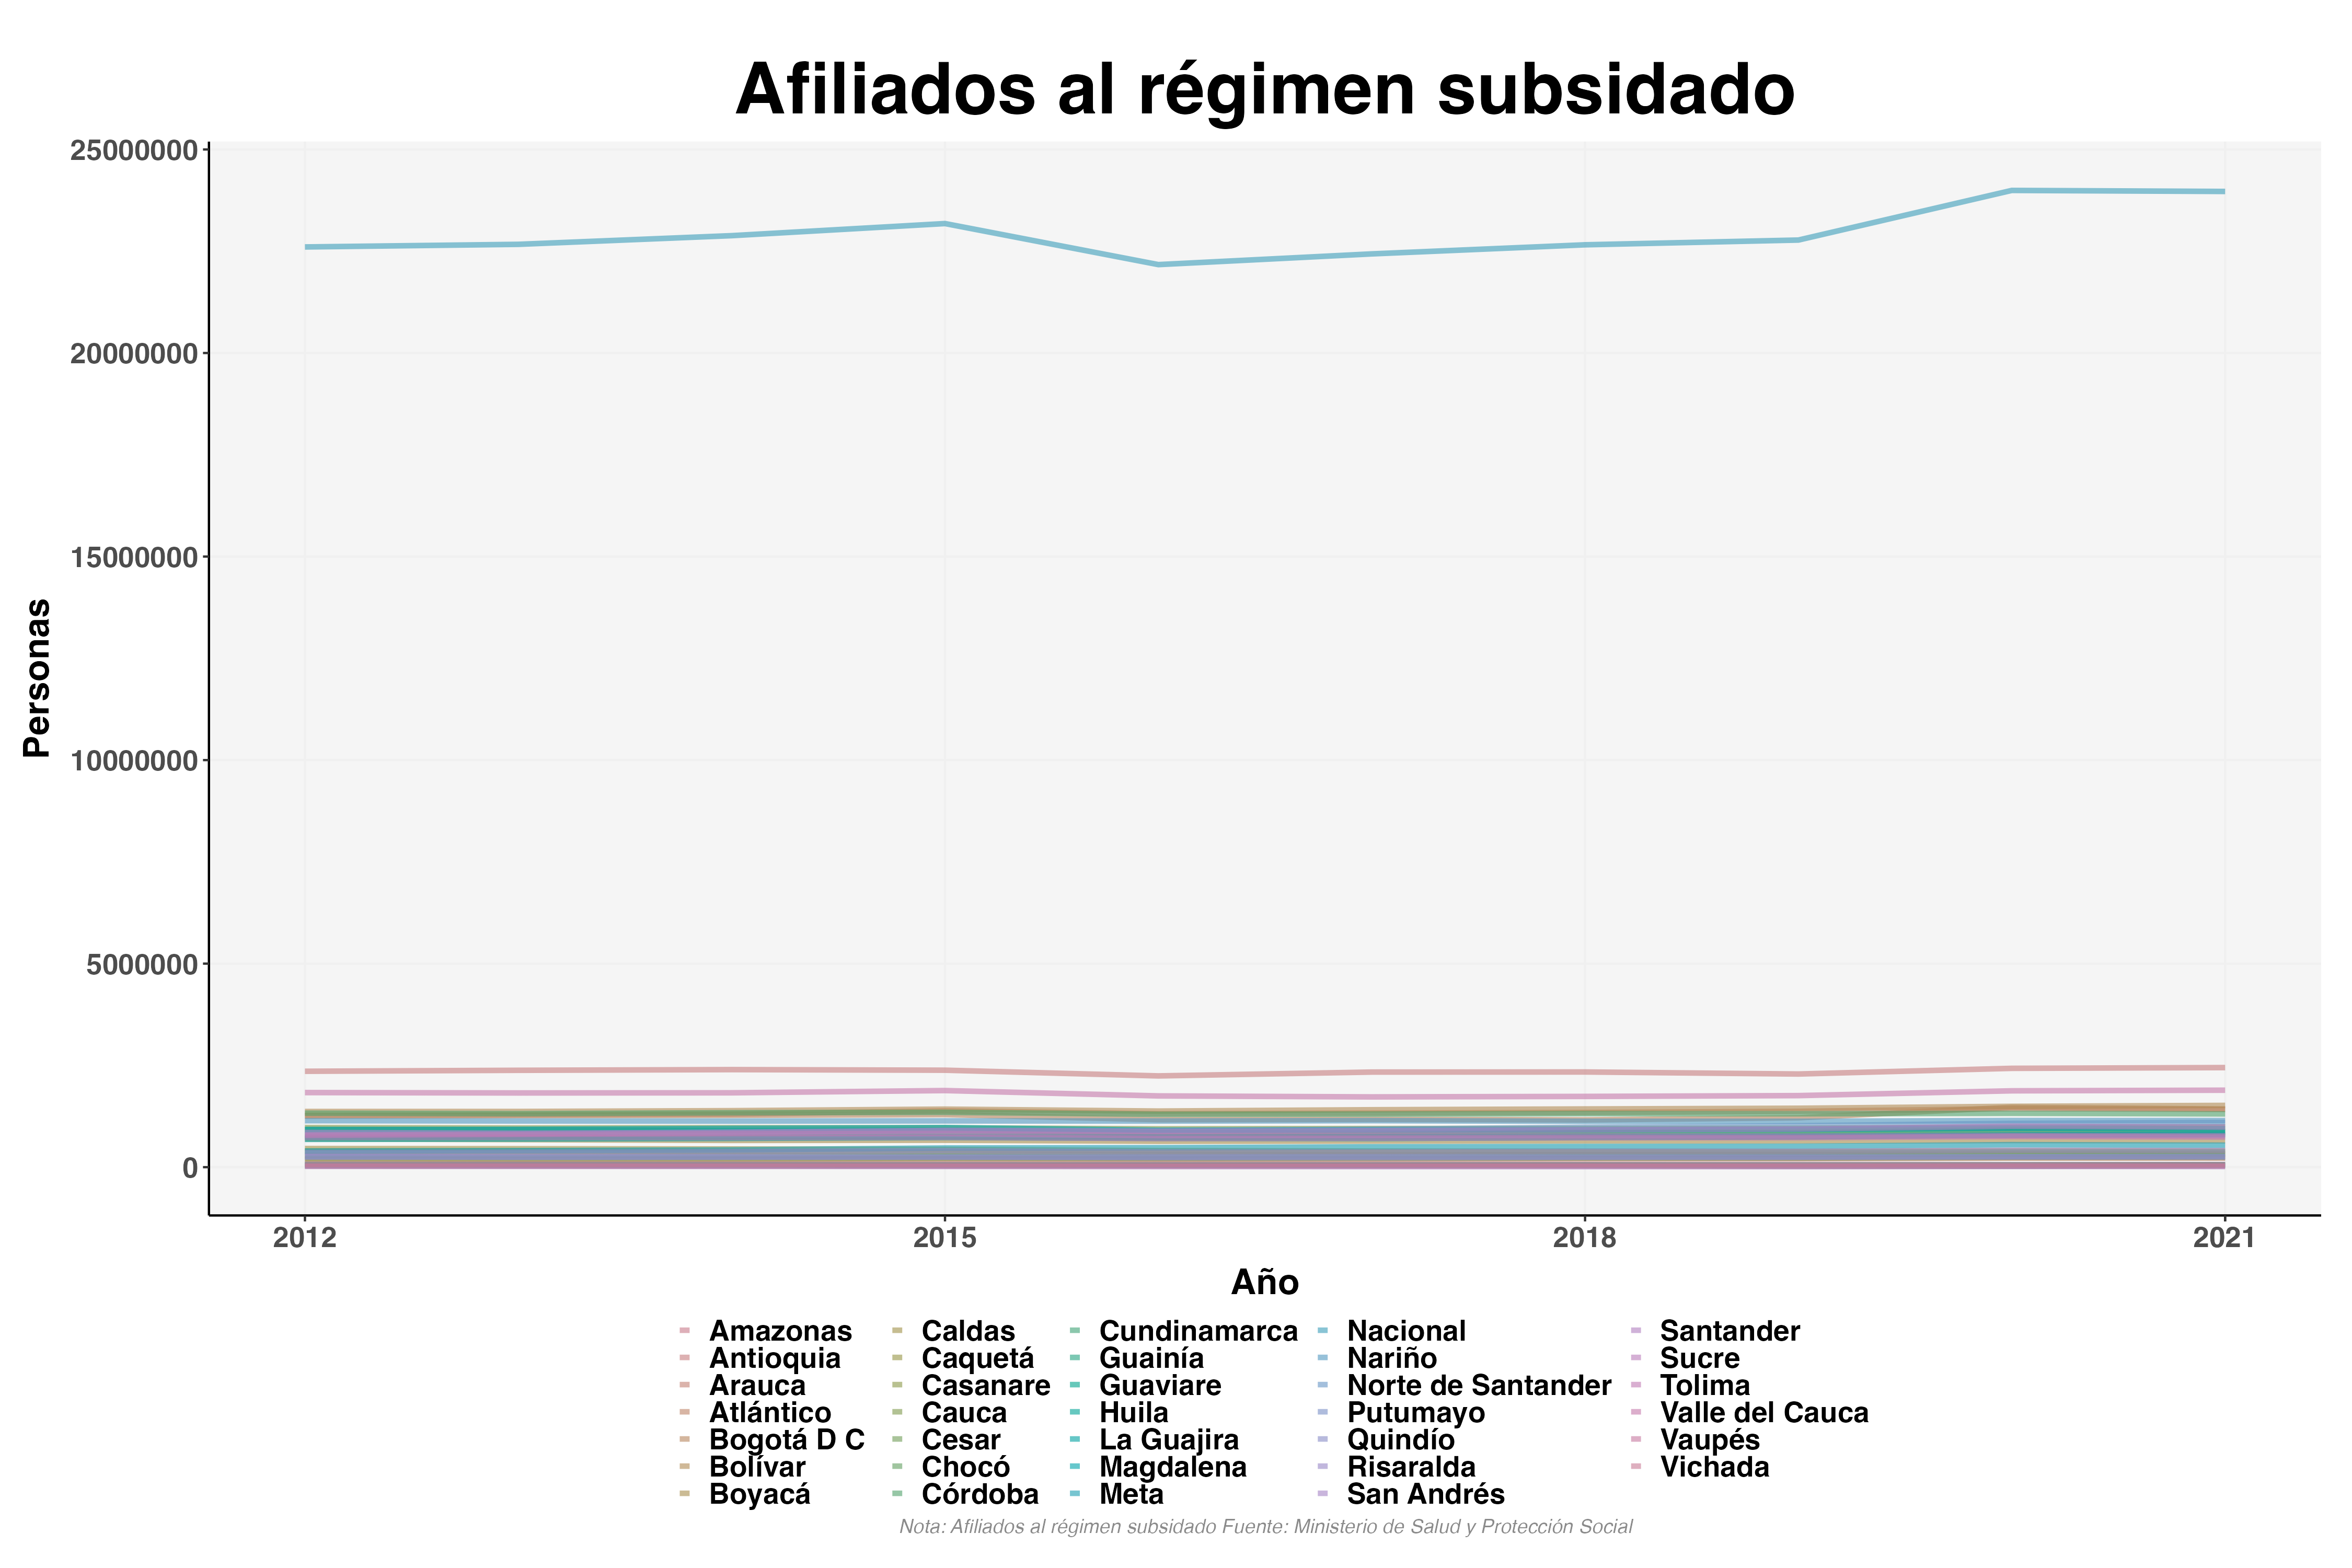 Afiliados al régimen subsidado
25000000
20000000
15000000
10000000
5000000
0
Personas
2012
2015
2018
2021
Año
Amazonas
Antioquia
Arauca
Atlántico
Bogotá D C
Bolívar
Boyacá
Caldas
Caquetá
Casanare
Cauca
Cesar
Chocó
Córdoba
Cundinamarca
Guainía
Guaviare
Huila
La Guajira
Magdalena
Meta
Nacional
Nariño
Norte de Santander
Putumayo
Quindío
Risaralda
San Andrés
Santander
Sucre
Tolima
Valle del Cauca
Vaupés
Vichada
Nota: Afiliados al régimen subsidado Fuente: Ministerio de Salud y Protección Social